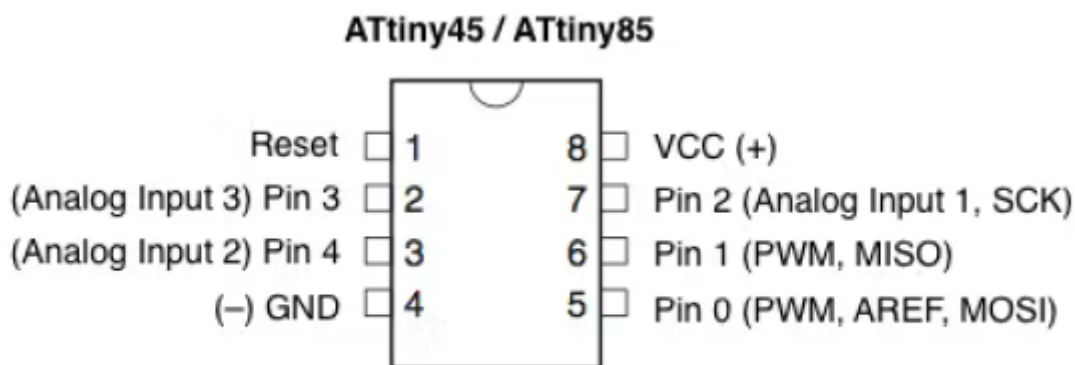 ATtiny45 / ATtiny85
Reset 1 8 VCC (+)
(Analog Input 3) Pin 3 2 7 Pin 2 (Analog Input 1, SCK)
(Analog Input 2) Pin 4 3 6 Pin 1 (PWM, MISO)
(–) GND 4 5 Pin 0 (PWM, AREF, MOSI)